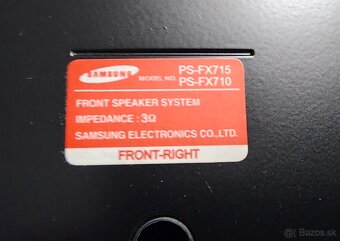 SAMSUNG MODEL NO. PS-FX715
PS-FX710
FRONT SPEAKER SYSTEM
IMPEDANCE : 3Ω
SAMSUNG ELECTRONICS CO.,LTD.
FRONT-RIGHT
Bazos.sk